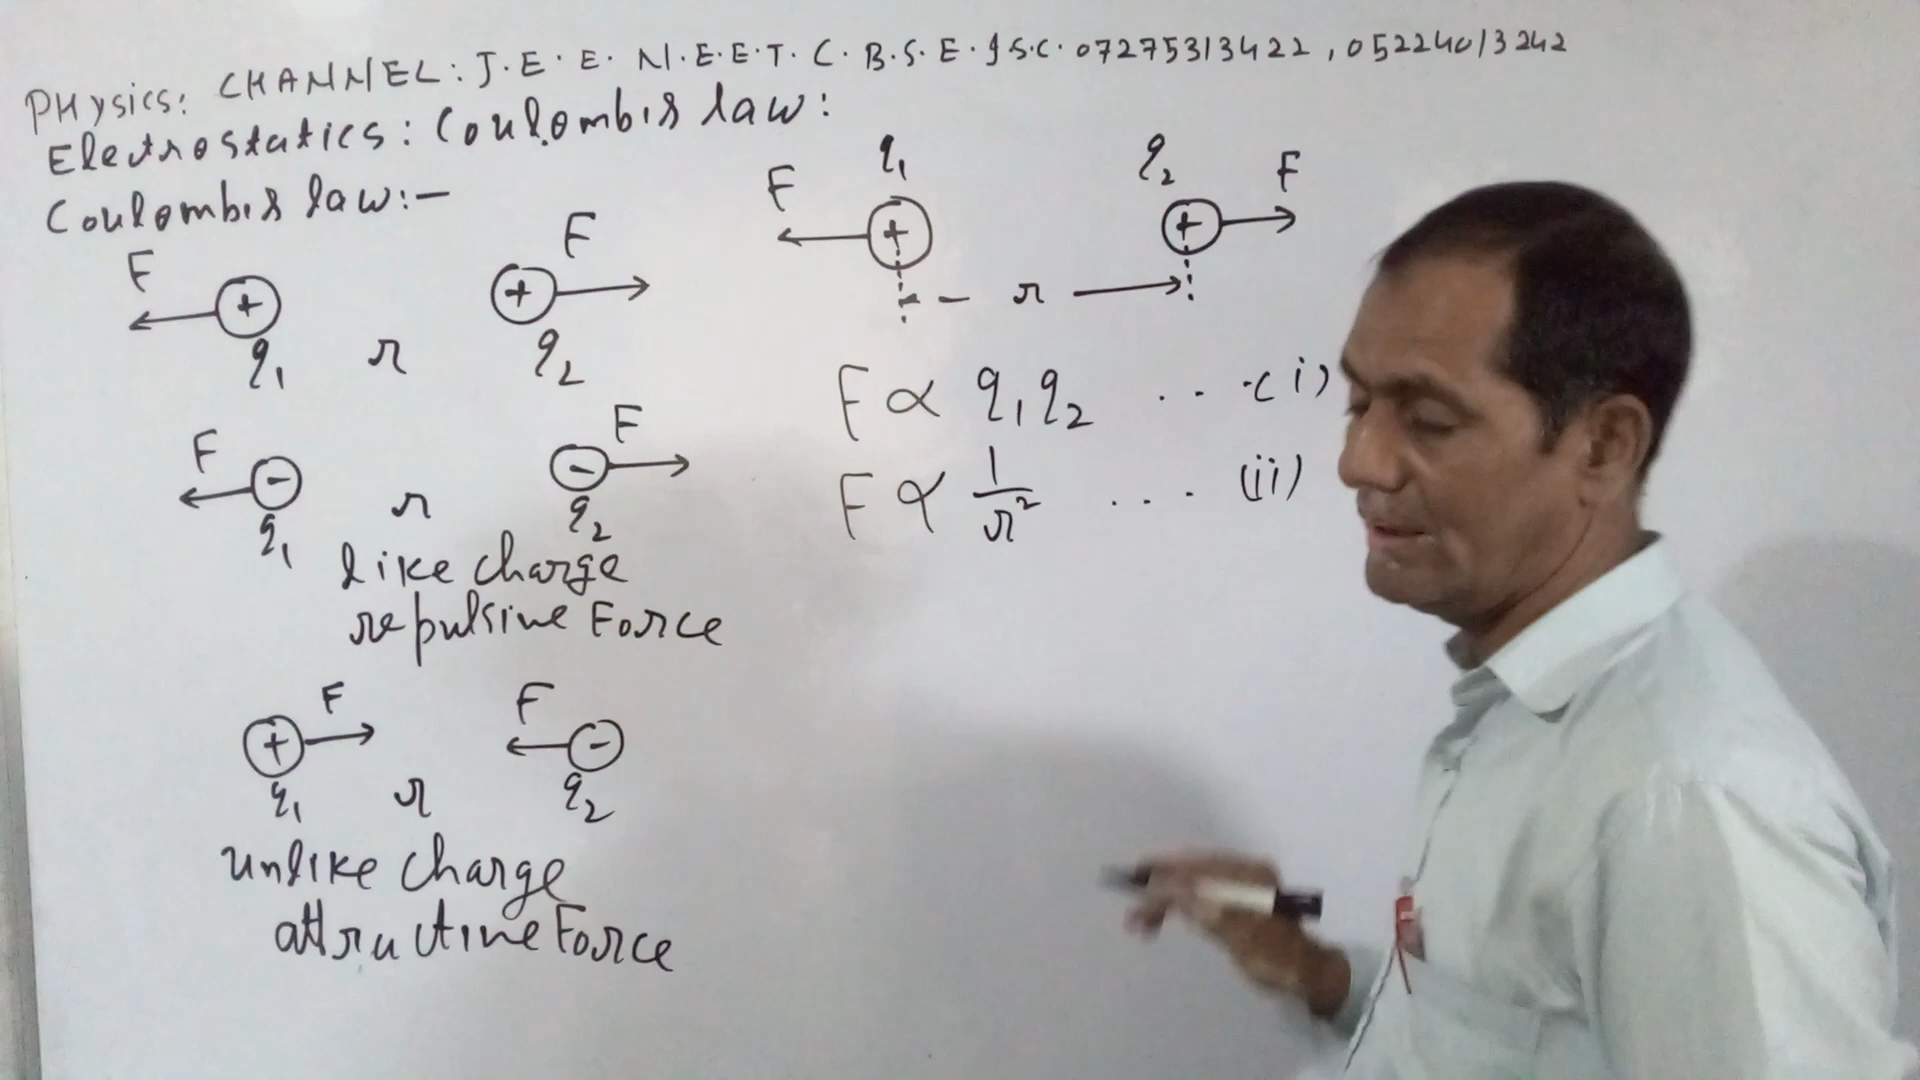 PHysics: CHANNEL: J.E.E. N.E.E.T. C.B.S.E. I S.C. 07275313422, 05224013242
Electrostatics: Coulomb's law:
Coulomb's law:-
F + + F
q1 r q2
F - - F
q1 r q2
like charge
repulsive Force
+ F F -
q1 r q2
unlike charge
attructive Force
q1 q2
F + + F
r
F ∝ q1q2 ... (i)
F ∝ 1/r² .... (ii)